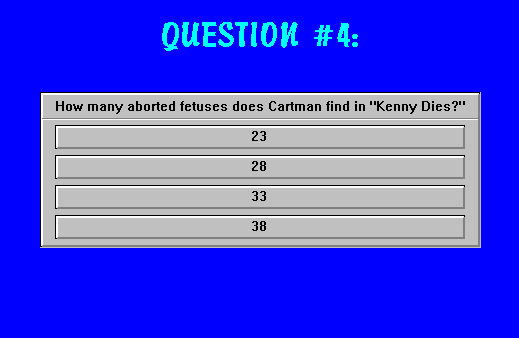 QUESTION #4:
How many aborted fetuses does Cartman find in "Kenny Dies?"
23
28
33
38